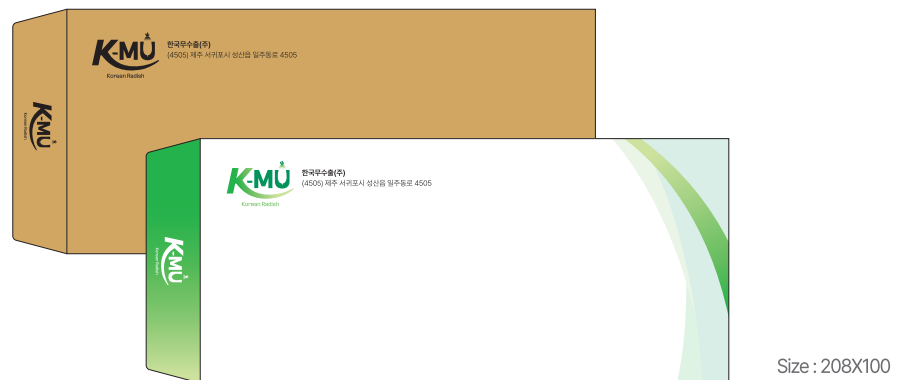 K-MU
한국무수출(주)
(4505) 제주 서귀포시 성산읍 일주동로 4505
Korean Radish
K-MU
Korean Radish
K-MU
한국무수출(주)
(4505) 제주 서귀포시 성산읍 일주동로 4505
Korean Radish
K-MU
Korean Radish
Size : 208X100